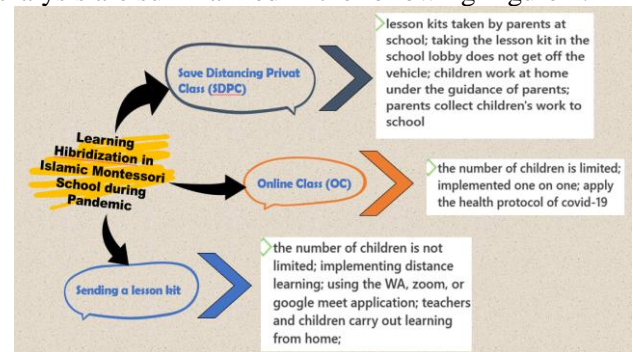 Learning
Hibridization in
Islamic Montessori
School during
Pandemic
Save Distancing Privat
Class (SDPC)
lesson kits taken by parents at
school; taking the lesson kit in the
school lobby does not get off the
vehicle; children work at home
under the guidance of parents;
parents collect children's work to
school
Online Class (OC)
the number of children is limited;
implemented one on one; apply
the health protocol of covid-19
Sending a lesson kit
the number of children is not
limited; implementing distance
learning; using the WA, zoom, or
google meet application; teachers
and children carry out learning
from home;